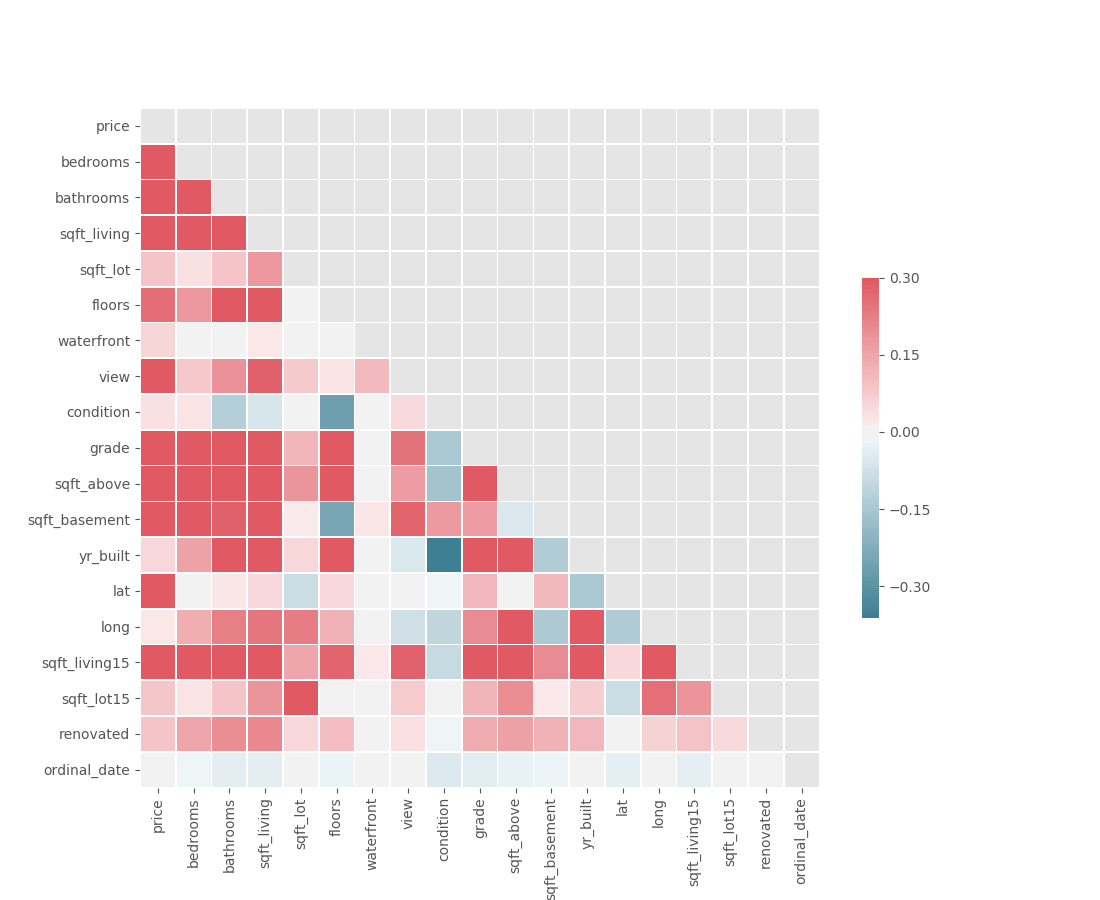 price
bedrooms
bathrooms
sqft_living
sqft_lot
floors
waterfront
view
condition
grade
sqft_above
sqft_basement
yr_built
lat
long
sqft_living15
sqft_lot15
renovated
ordinal_date
price
bedrooms
bathrooms
sqft_living
sqft_lot
floors
waterfront
view
condition
grade
sqft_above
sqft_basement
yr_built
lat
long
sqft_living15
sqft_lot15
renovated
ordinal_date
0.30
0.15
0.00
−0.15
−0.30